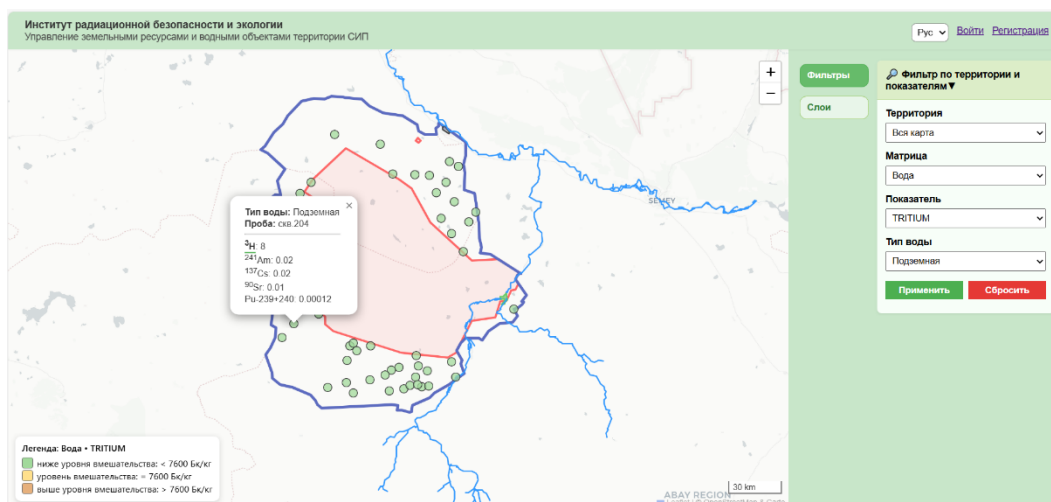 Институт радиационной безопасности и экологии
Управление земельными ресурсами и водными объектами территории СИП
Рус
Войти
Регистрация
+
−
Фильтры
Слои
🔎 Фильтр по территории и
показателям▼
Территория
Вся карта
Матрица
Вода
Показатель
TRITIUM
Тип воды
Подземная
Применить
Сбросить
SEMEY
×
Тип воды: Подземная
Проба: скв.204
³H: 8
²⁴¹Am: 0.02
¹³⁷Cs: 0.02
⁹⁰Sr: 0.01
Pu-239+240: 0.00012
Легенда: Вода • TRITIUM
ниже уровня вмешательства: < 7600 Бк/кг
уровень вмешательства: = 7600 Бк/кг
выше уровня вмешательства: > 7600 Бк/кг
30 km
ABAY REGION